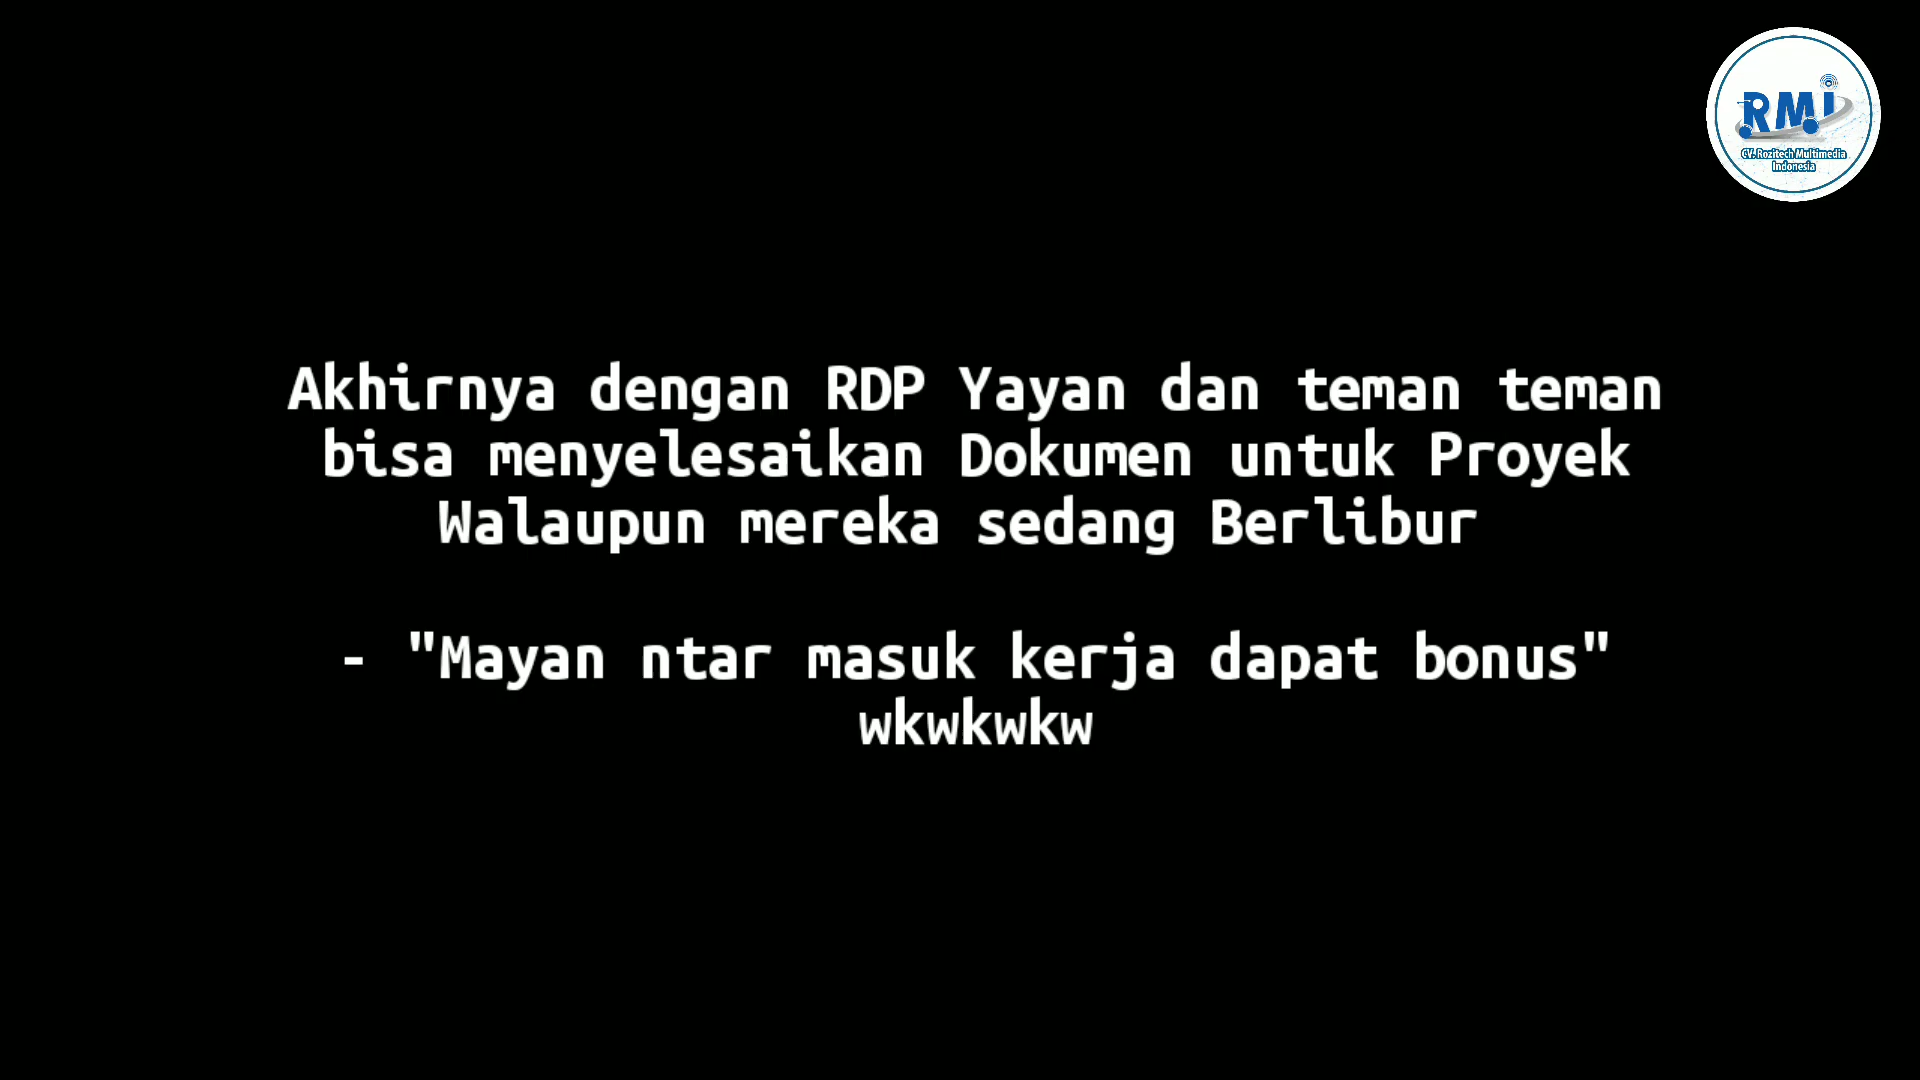 RMI
CV. Rozitech Multimedia
Indonesia
Akhirnya dengan RDP Yayan dan teman teman
bisa menyelesaikan Dokumen untuk Proyek
Walaupun mereka sedang Berlibur
- "Mayan ntar masuk kerja dapat bonus"
wkwkwkw